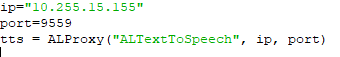 ip="10.255.15.155"
port=9559
tts = ALProxy("ALTextToSpeech", ip, port)